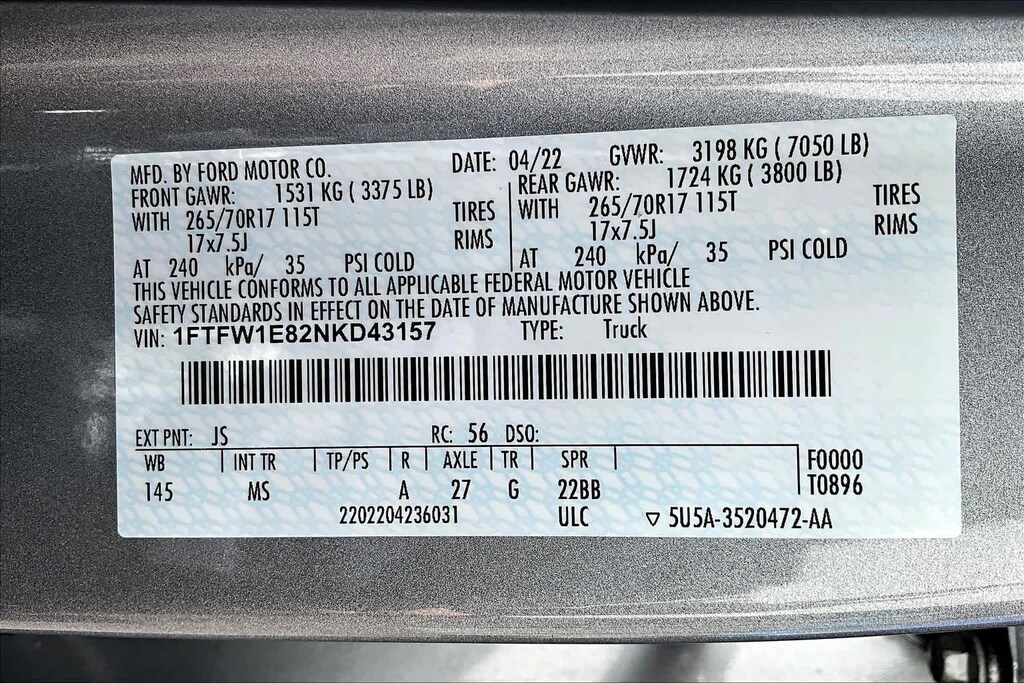 MFD. BY FORD MOTOR CO. DATE: 04/22 GVWR: 3198 KG ( 7050 LB)
FRONT GAWR: 1531 KG ( 3375 LB) REAR GAWR: 1724 KG ( 3800 LB)
WITH 265/70R17 115T TIRES WITH 265/70R17 115T TIRES
17x7.5J RIMS 17x7.5J RIMS
AT 240 kPa/ 35 PSI COLD AT 240 kPa/ 35 PSI COLD
THIS VEHICLE CONFORMS TO ALL APPLICABLE FEDERAL MOTOR VEHICLE
SAFETY STANDARDS IN EFFECT ON THE DATE OF MANUFACTURE SHOWN ABOVE.
VIN: 1FTFW1E82NKD43157 TYPE: Truck
EXT PNT: JS RC: 56 DSO:
WB INT TR TP/PS R AXLE TR SPR F0000
145 MS A 27 G 22BB T0896
2202204236031 ULC ▽ 5U5A-3520472-AA